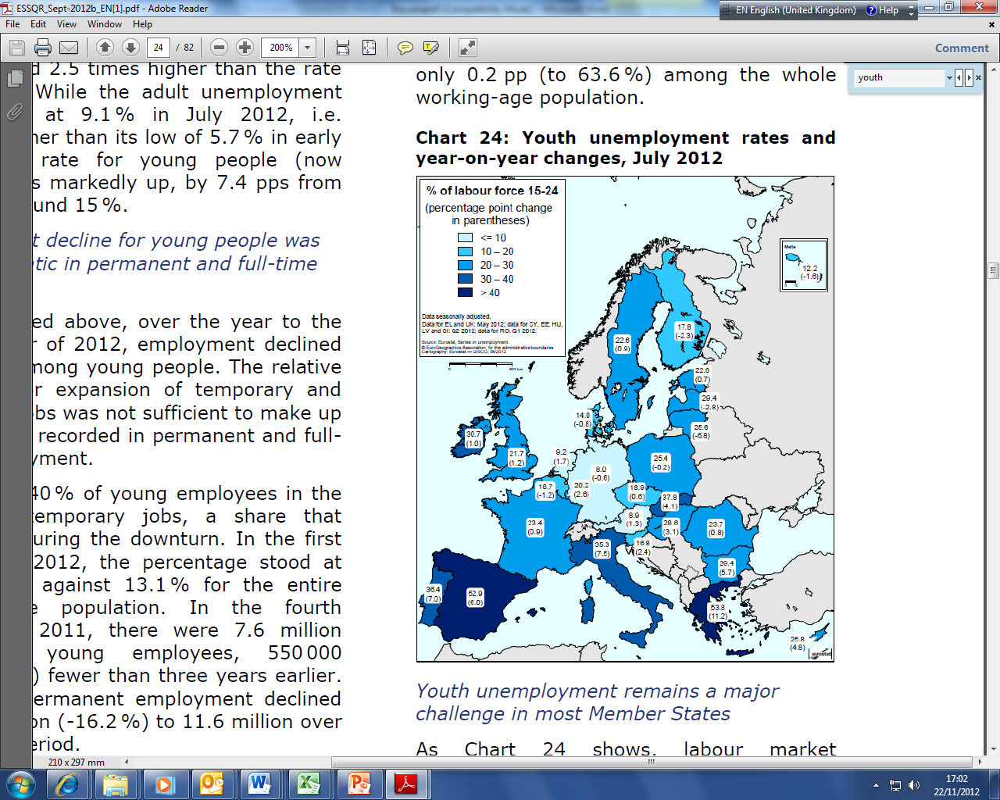 ESSQR_Sept-2012b_EN[1].pdf - Adobe Reader
EN English (United Kingdom) Help
File Edit View Window Help
24 / 82 200% Comment
youth
d 2.5 times higher than the rate
While the adult unemployment
at 9.1 % in July 2012, i.e.
her than its low of 5.7 % in early
rate for young people (now
s markedly up, by 7.4 pps from
und 15 %.
t decline for young people was
tic in permanent and full-time
ed above, over the year to the
r of 2012, employment declined
mong young people. The relative
r expansion of temporary and
obs was not sufficient to make up
recorded in permanent and full-
yment.
40 % of young employees in the
temporary jobs, a share that
uring the downturn. In the first
2012, the percentage stood at
against 13.1 % for the entire
e population. In the fourth
2011, there were 7.6 million
young employees, 550 000
) fewer than three years earlier.
ermanent employment declined
on (-16.2 %) to 11.6 million over
eriod.
only 0.2 pp (to 63.6 %) among the whole
working-age population.
Chart 24: Youth unemployment rates and
year-on-year changes, July 2012
% of labour force 15-24
(percentage point change
in parentheses)
<= 10
10 – 20
20 – 30
30 – 40
> 40
Data seasonally adjusted.
Data for EL and UK: May 2012; data for CY, EE, HU,
LV and SI: Q2 2012; data for RO: Q1 2012.
Source: Eurostat, Series on unemployment.
© EuroGeographics Association, for the administrative boundaries
Cartography: Eurostat — GISCO, 08/2012
600 km
Malta
12.2
(-1.6)
17.8
(-2.3)
22.6
(0.9)
22.8
(0.7)
29.4
(-2.9)
25.6
(-6.8)
14.0
(-0.8)
30.7
(1.0)
21.7
(1.2)
9.2
(1.7)
8.0
(-0.6)
25.4
(-0.2)
18.7
(-1.2)
20.2
(2.6)
18.9
(0.6)
37.8
(4.1)
23.4
(0.9)
8.9
(1.3)
28.6
(3.1)
23.7
(0.8)
35.3
(7.5)
16.8
(2.4)
29.4
(5.7)
36.4
(7.0)
52.9
(6.0)
53.8
(11.2)
25.8
(4.8)
eurostat
Youth unemployment remains a major
challenge in most Member States
As Chart 24 shows, labour market
210 x 297 mm
17:02
22/11/2012